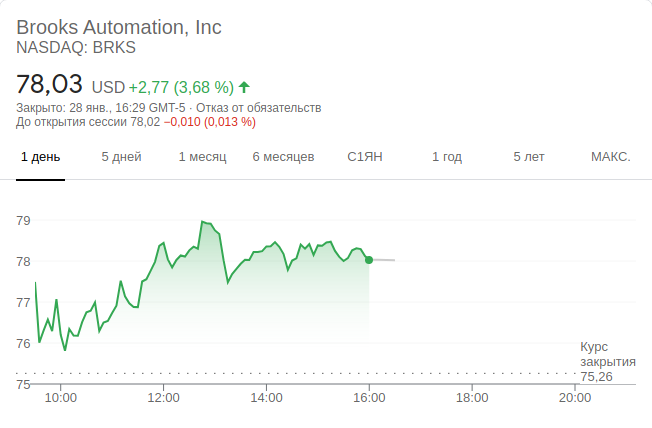 Brooks Automation, Inc
NASDAQ: BRKS
78,03 USD +2,77 (3,68 %)
Закрыто: 28 янв., 16:29 GMT-5 · Отказ от обязательств
До открытия сессии 78,02 −0,010 (0,013 %)
1 день 5 дней 1 месяц 6 месяцев С1ЯН 1 год 5 лет МАКС.
79
78
77
76
Курс
закрытия
75,26
75
10:00 12:00 14:00 16:00 18:00 20:00